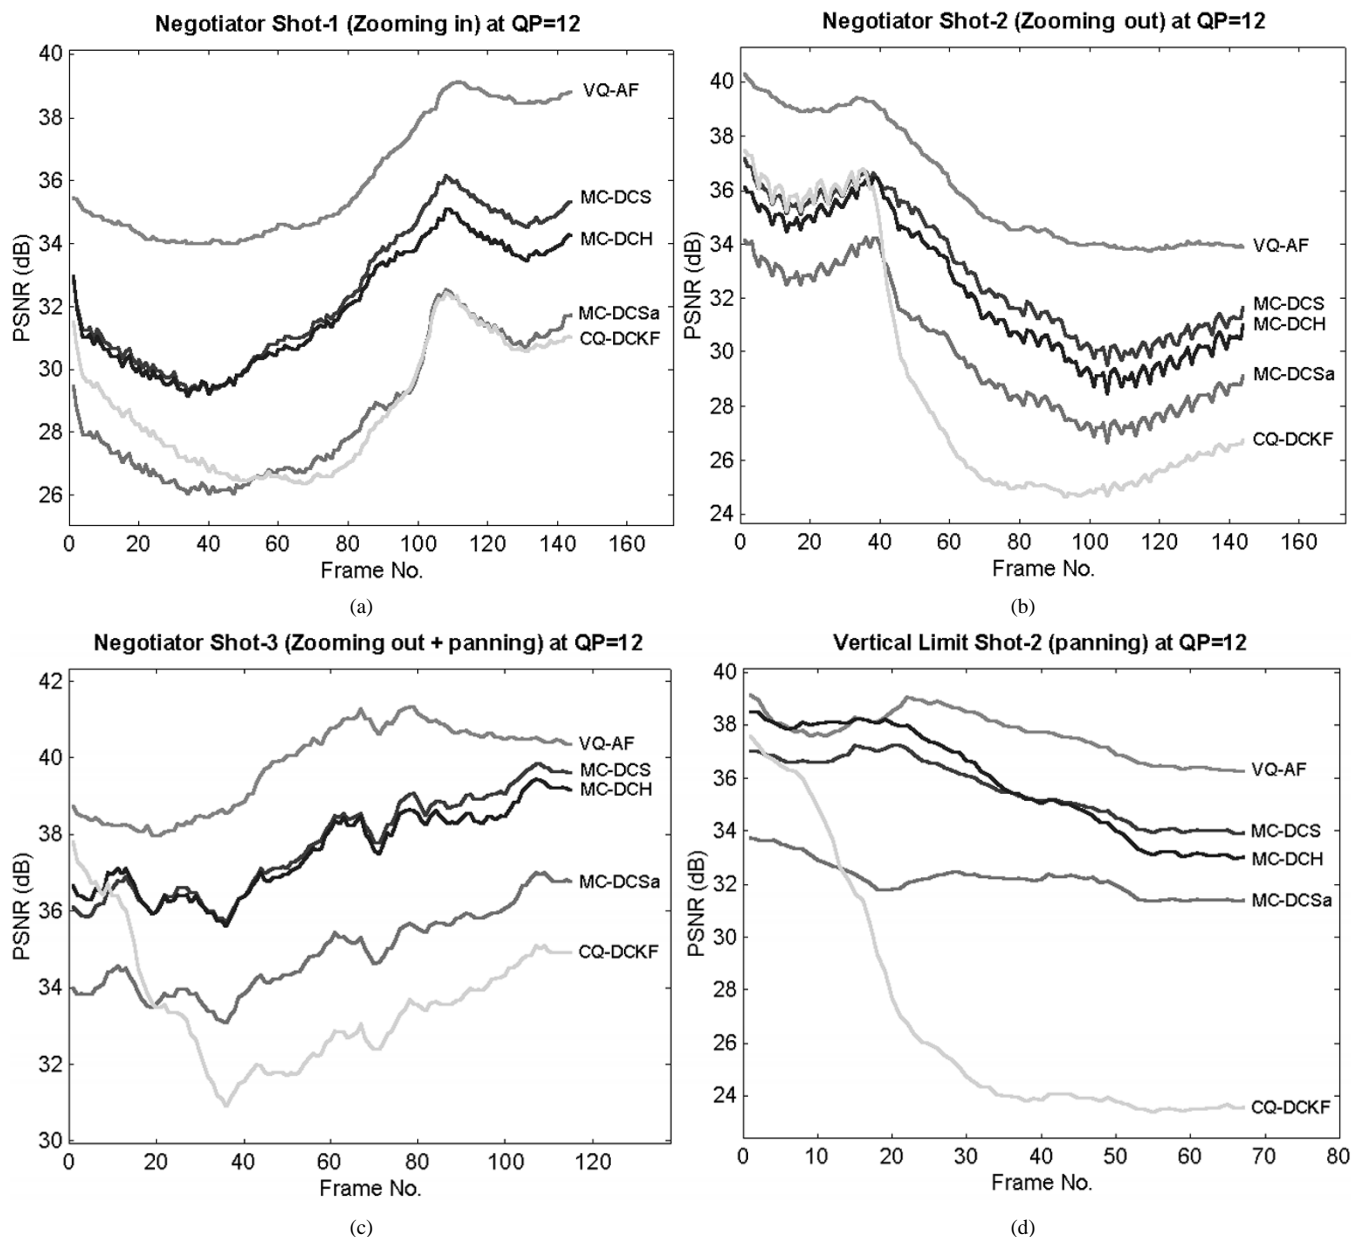 Negotiator Shot-1 (Zooming in) at QP=12
40
38
36
34
32
30
28
26
PSNR (dB)
VQ-AF
MC-DCS
MC-DCH
MC-DCSa
CQ-DCKF
0 20 40 60 80 100 120 140 160
Frame No.
(a)
Negotiator Shot-2 (Zooming out) at QP=12
40
38
36
34
32
30
28
26
24
PSNR (dB)
VQ-AF
MC-DCS
MC-DCH
MC-DCSa
CQ-DCKF
0 20 40 60 80 100 120 140 160
Frame No.
(b)
Negotiator Shot-3 (Zooming out + panning) at QP=12
42
40
38
36
34
32
30
PSNR (dB)
VQ-AF
MC-DCS
MC-DCH
MC-DCSa
CQ-DCKF
0 20 40 60 80 100 120
Frame No.
(c)
Vertical Limit Shot-2 (panning) at QP=12
40
38
36
34
32
30
28
26
24
PSNR (dB)
VQ-AF
MC-DCS
MC-DCH
MC-DCSa
CQ-DCKF
0 10 20 30 40 50 60 70 80
Frame No.
(d)